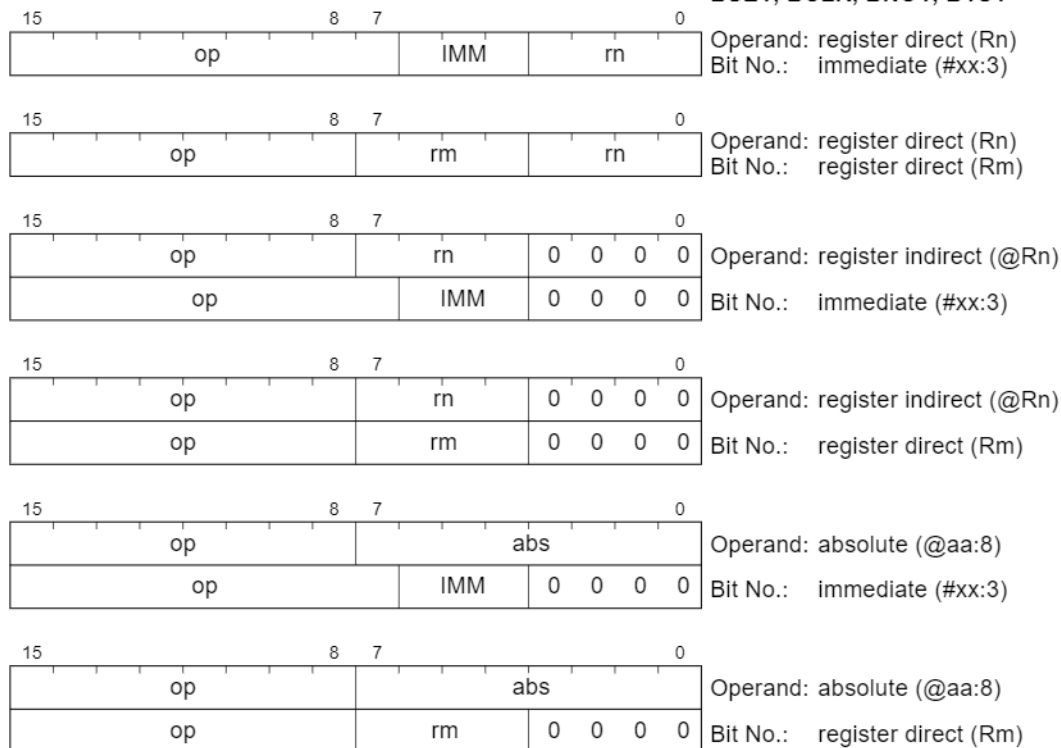 15 8 7 0
op IMM rn
Operand: register direct (Rn)
Bit No.: immediate (#xx:3)
15 8 7 0
op rm rn
Operand: register direct (Rn)
Bit No.: register direct (Rm)
15 8 7 0
op rn 0 0 0 0 Operand: register indirect (@Rn)
op IMM 0 0 0 0 Bit No.: immediate (#xx:3)
15 8 7 0
op rn 0 0 0 0 Operand: register indirect (@Rn)
op rm 0 0 0 0 Bit No.: register direct (Rm)
15 8 7 0
op abs Operand: absolute (@aa:8)
op IMM 0 0 0 0 Bit No.: immediate (#xx:3)
15 8 7 0
op abs Operand: absolute (@aa:8)
op rm 0 0 0 0 Bit No.: register direct (Rm)